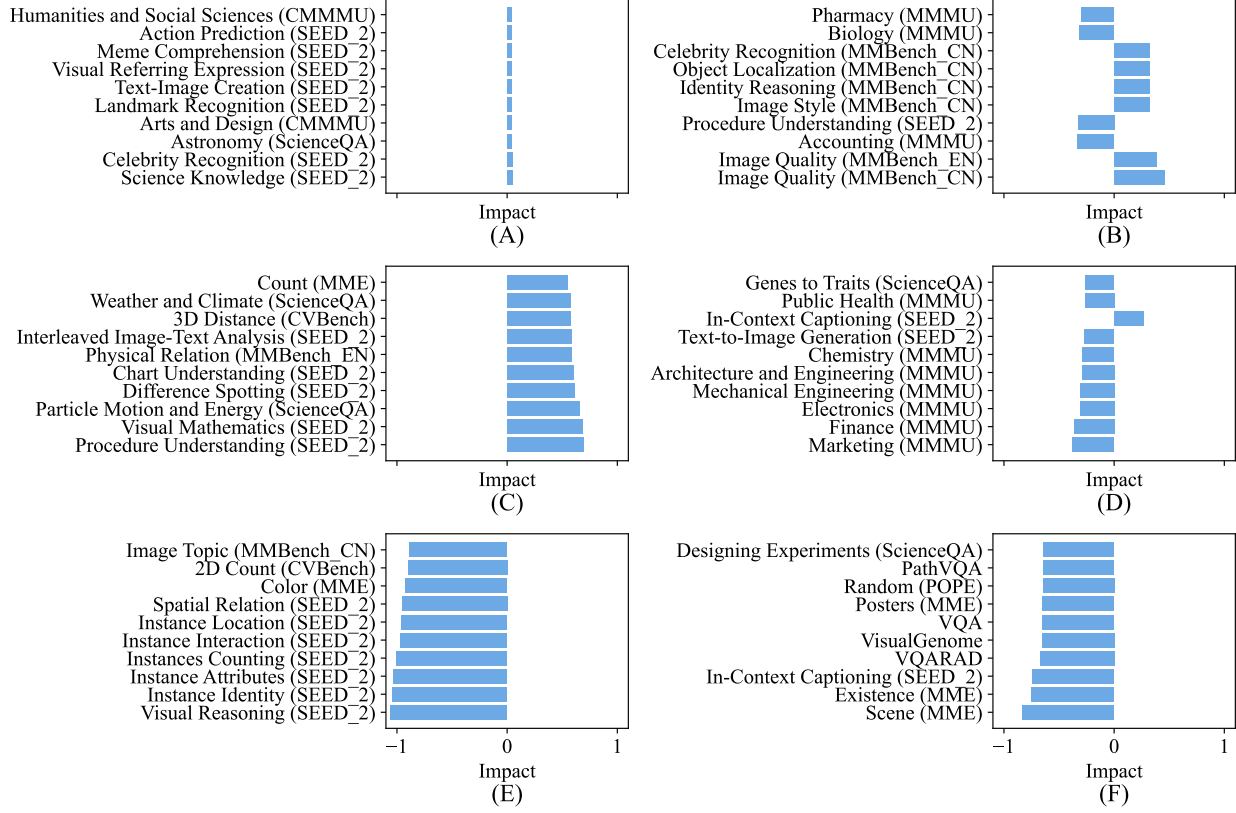 Humanities and Social Sciences (CMMMU)
Action Prediction (SEED_2)
Meme Comprehension (SEED_2)
Visual Referring Expression (SEED_2)
Text-Image Creation (SEED_2)
Landmark Recognition (SEED_2)
Arts and Design (CMMMU)
Astronomy (ScienceQA)
Celebrity Recognition (SEED_2)
Science Knowledge (SEED_2)
Impact
(A)
Pharmacy (MMMU)
Biology (MMMU)
Celebrity Recognition (MMBench_CN)
Object Localization (MMBench_CN)
Identity Reasoning (MMBench_CN)
Image Style (MMBench_CN)
Procedure Understanding (SEED_2)
Accounting (MMMU)
Image Quality (MMBench_EN)
Image Quality (MMBench_CN)
Impact
(B)
Count (MME)
Weather and Climate (ScienceQA)
3D Distance (CVBench)
Interleaved Image-Text Analysis (SEED_2)
Physical Relation (MMBench_EN)
Chart Understanding (SEED_2)
Difference Spotting (SEED_2)
Particle Motion and Energy (ScienceQA)
Visual Mathematics (SEED_2)
Procedure Understanding (SEED_2)
Impact
(C)
Genes to Traits (ScienceQA)
Public Health (MMMU)
In-Context Captioning (SEED_2)
Text-to-Image Generation (SEED_2)
Chemistry (MMMU)
Architecture and Engineering (MMMU)
Mechanical Engineering (MMMU)
Electronics (MMMU)
Finance (MMMU)
Marketing (MMMU)
Impact
(D)
Image Topic (MMBench_CN)
2D Count (CVBench)
Color (MME)
Spatial Relation (SEED_2)
Instance Location (SEED_2)
Instance Interaction (SEED_2)
Instances Counting (SEED_2)
Instance Attributes (SEED_2)
Instance Identity (SEED_2)
Visual Reasoning (SEED_2)
−1 0 1
Impact
(E)
Designing Experiments (ScienceQA)
PathVQA
Random (POPE)
Posters (MME)
VQA
VisualGenome
VQARAD
In-Context Captioning (SEED_2)
Existence (MME)
Scene (MME)
−1 0 1
Impact
(F)